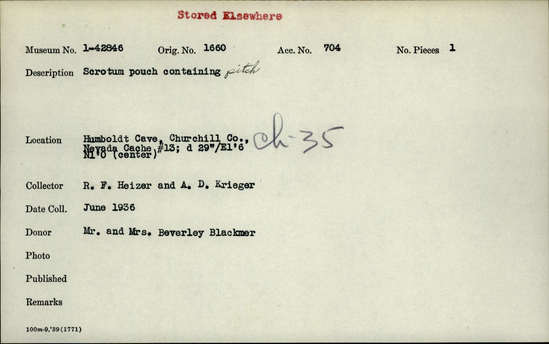 Stored Elsewhere
Museum No. 1-42846 Orig. No. 1660 Acc. No. 704 No. Pieces 1
Description Scrotum pouch containing pitch
Location Humboldt Cave, Churchill Co.,
Nevada Cache #13; d 29"/E1'6
N1'0 (center)
ch-35
Collector R. F. Heizer and A. D. Krieger
Date Coll. June 1936
Donor Mr. and Mrs. Beverley Blackmer
Photo
Published
Remarks
100m-9,'39(1771)